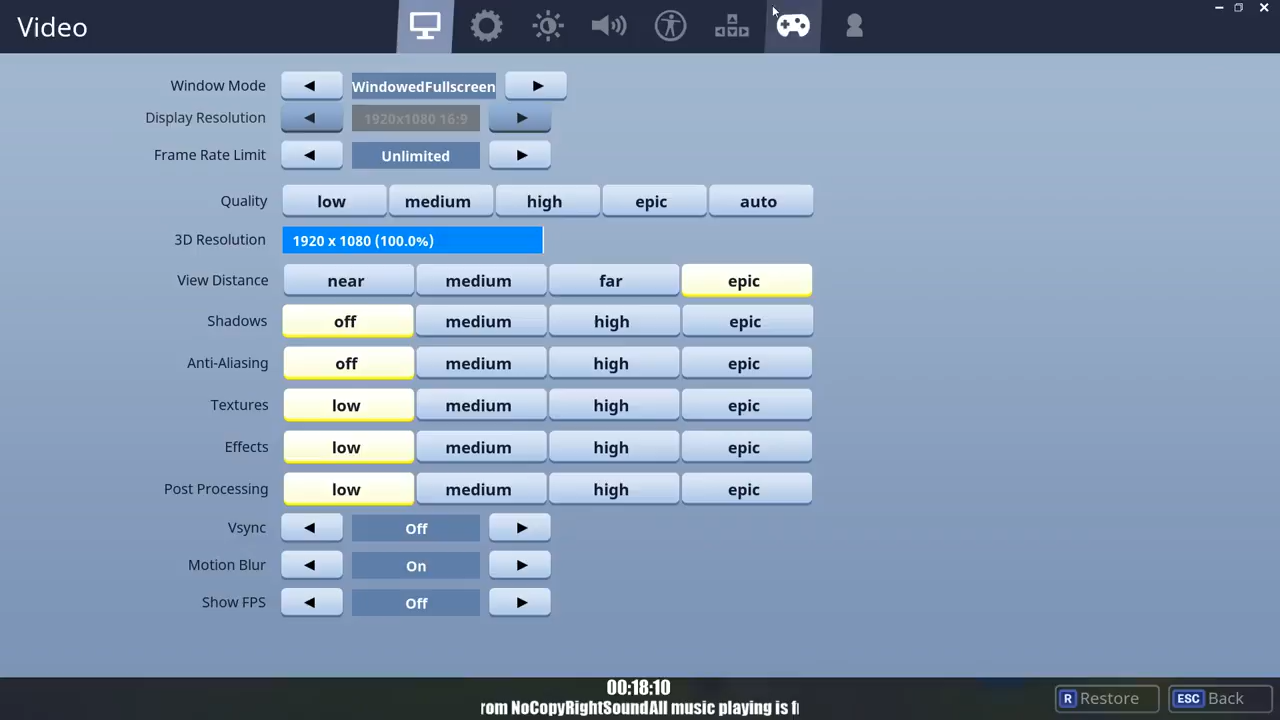 Video
Window Mode ◀ WindowedFullscreen ▶
Display Resolution ◀ 1920x1080 16:9 ▶
Frame Rate Limit ◀ Unlimited ▶
Quality low medium high epic auto
3D Resolution 1920 x 1080 (100.0%)
View Distance near medium far epic
Shadows off medium high epic
Anti-Aliasing off medium high epic
Textures low medium high epic
Effects low medium high epic
Post Processing low medium high epic
Vsync ◀ Off ▶
Motion Blur ◀ On ▶
Show FPS ◀ Off ▶
00:18:10
rom NoCopyRightSoundAll music playing is f
R Restore ESC Back